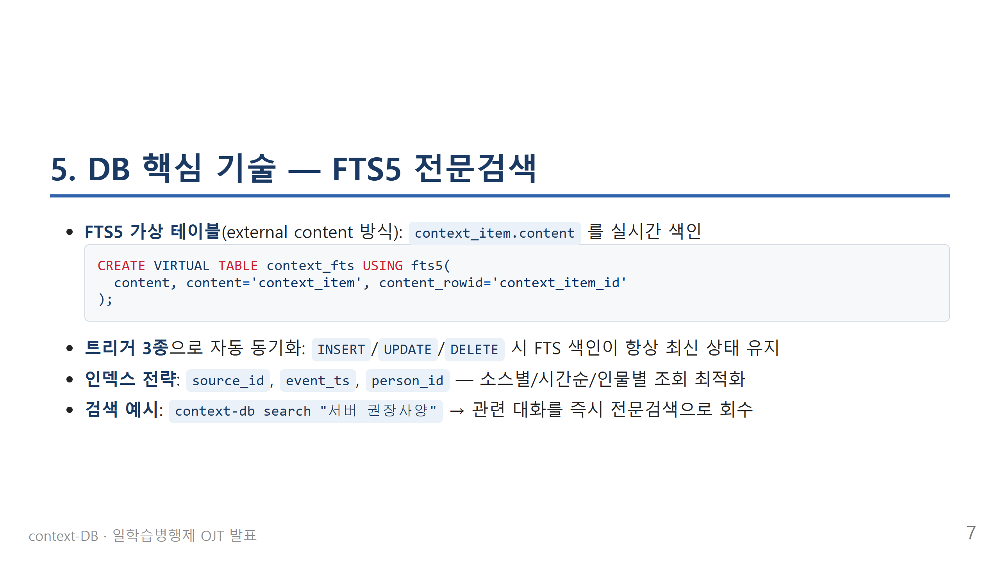 5. DB 핵심 기술 — FTS5 전문검색
• FTS5 가상 테이블(external content 방식): context_item.content 를 실시간 색인
CREATE VIRTUAL TABLE context_fts USING fts5(
  content, content='context_item', content_rowid='context_item_id'
);
• 트리거 3종으로 자동 동기화: INSERT/UPDATE/DELETE 시 FTS 색인이 항상 최신 상태 유지
• 인덱스 전략: source_id, event_ts, person_id — 소스별/시간순/인물별 조회 최적화
• 검색 예시: context-db search "서버 권장사양" → 관련 대화를 즉시 전문검색으로 회수
context-DB · 일학습병행제 OJT 발표
7